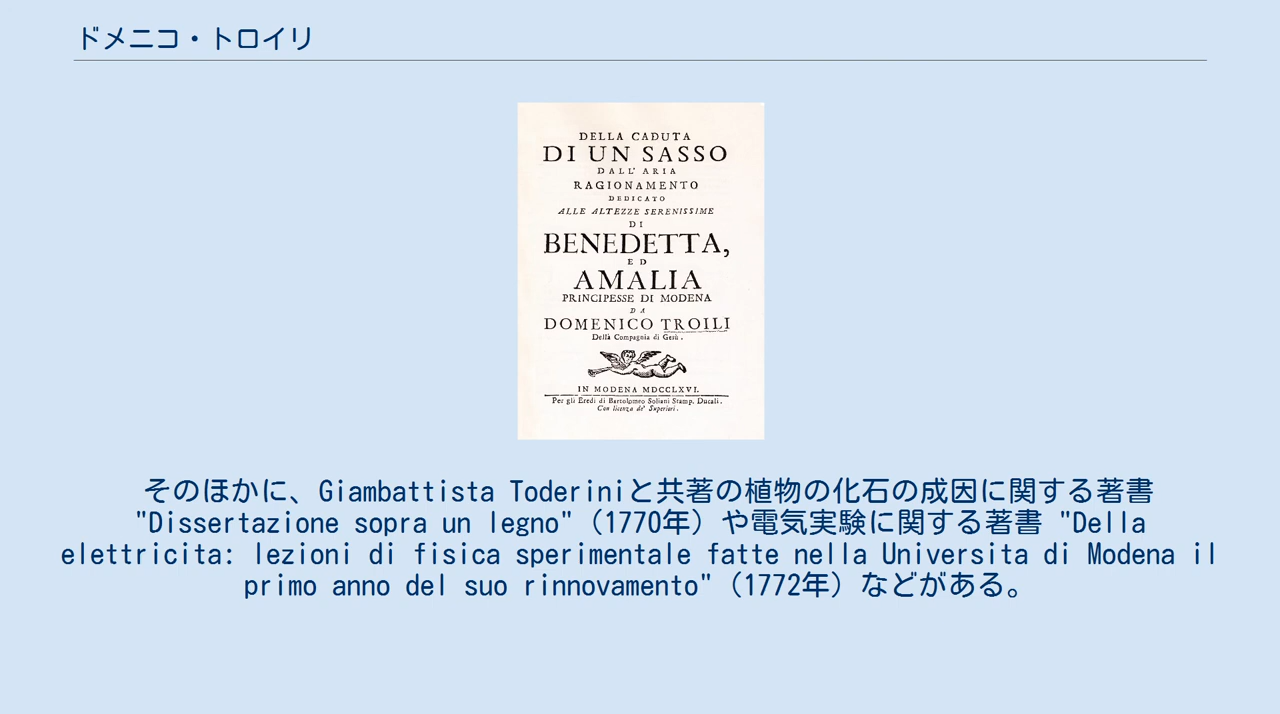 ドメニコ・トロイリ
DELLA CADUTA
DI UN SASSO
DALL' ARIA
RAGIONAMENTO
DEDICATO
ALLE ALTEZZE SERENISSIME
DI
BENEDETTA,
ED
AMALIA
PRINCIPESSE DI MODENA
DA
DOMENICO TROILI
Della Compagnia di Gesù.
IN MODENA MDCCLXVI.
Per gli Eredi di Bartolomeo Soliani Stamp. Ducali.
Con licenza de' Superiori.
そのほかに、Giambattista Toderiniと共著の植物の化石の成因に関する著書
"Dissertazione sopra un legno"（1770年）や電気実験に関する著書 "Della
elettricita: lezioni di fisica sperimentale fatte nella Universita di Modena il
primo anno del suo rinnovamento"（1772年）などがある。